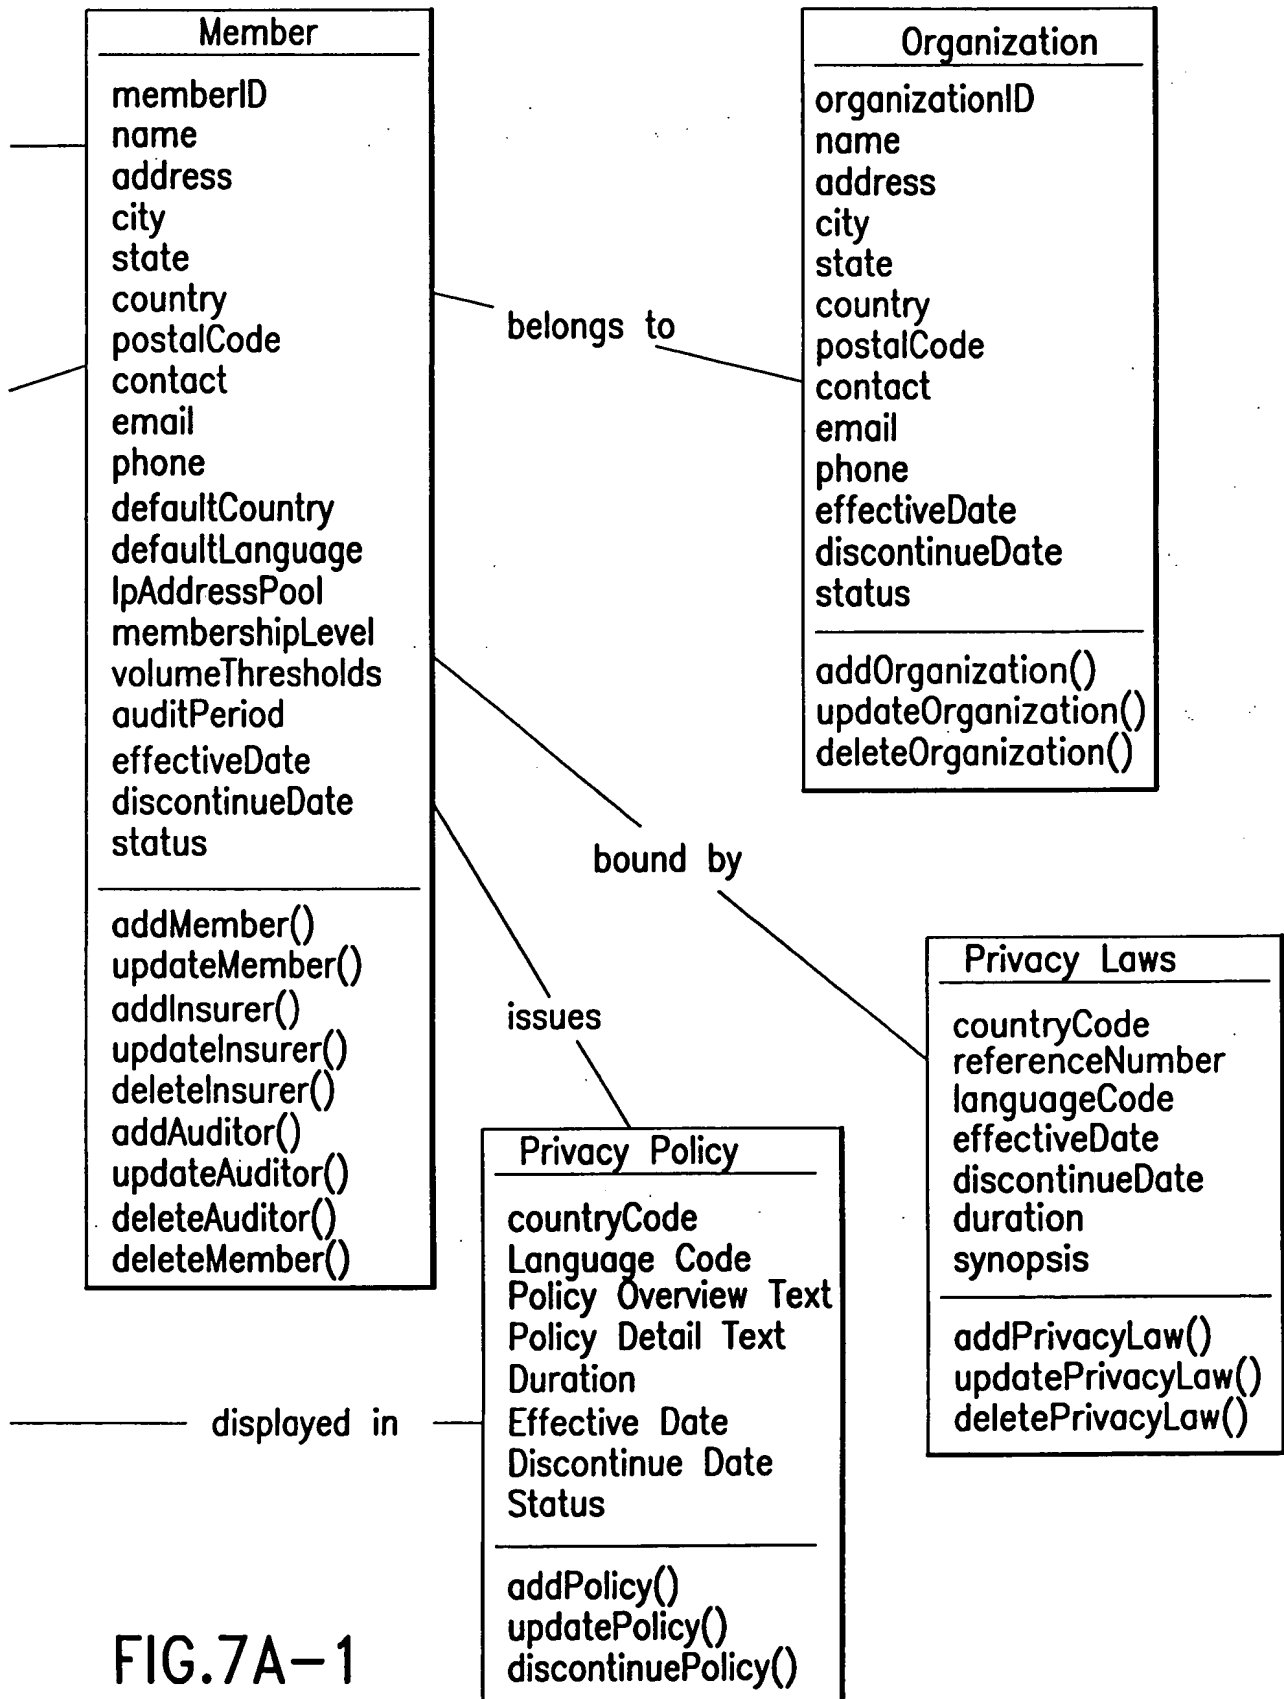 Member
memberID
name
address
city
state
country
postalCode
contact
email
phone
defaultCountry
defaultLanguage
IpAddressPool
membershipLevel
volumeThresholds
auditPeriod
effectiveDate
discontinueDate
status
addMember()
updateMember()
addInsurer()
updateInsurer()
deleteInsurer()
addAuditor()
updateAuditor()
deleteAuditor()
deleteMember()
belongs to
Organization
organizationID
name
address
city
state
country
postalCode
contact
email
phone
effectiveDate
discontinueDate
status
addOrganization()
updateOrganization()
deleteOrganization()
bound by
issues
Privacy Laws
countryCode
referenceNumber
languageCode
effectiveDate
discontinueDate
duration
synopsis
addPrivacyLaw()
updatePrivacyLaw()
deletePrivacyLaw()
Privacy Policy
countryCode
Language Code
Policy Overview Text
Policy Detail Text
Duration
Effective Date
Discontinue Date
Status
addPolicy()
updatePolicy()
discontinuePolicy()
displayed in
FIG.7A-1